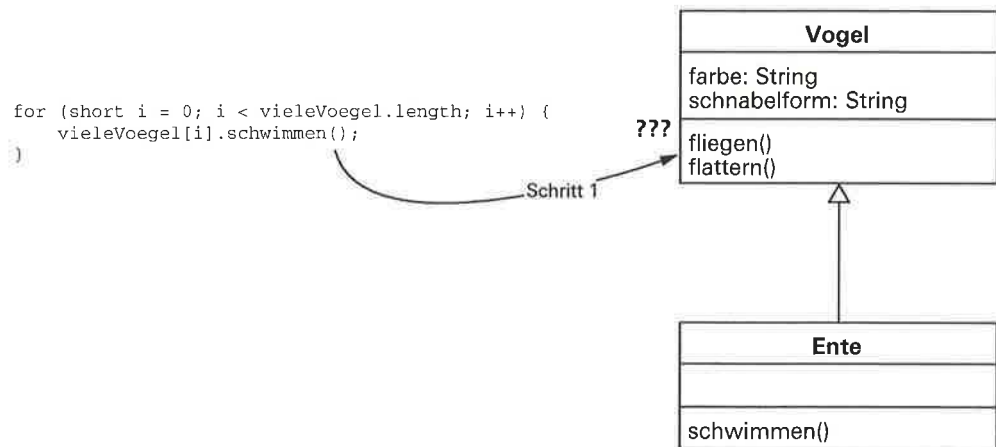 for (short i = 0; i < vieleVoegel.length; i++) {
vieleVoegel[i].schwimmen();
}
Schritt 1
???
Vogel
farbe: String
schnabelform: String
fliegen()
flattern()
Ente
schwimmen()